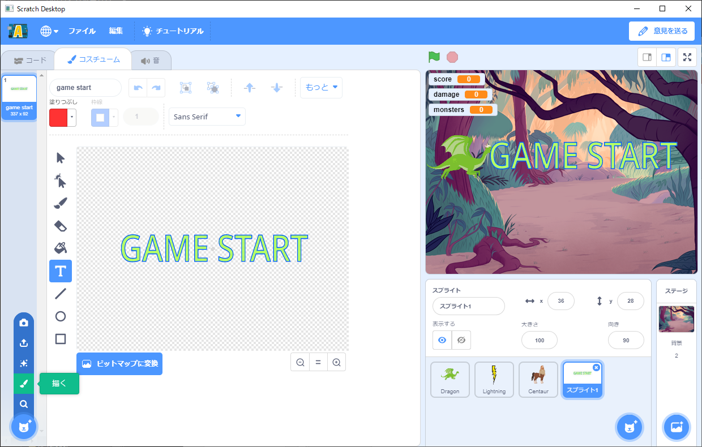 Scratch Desktop
ファイル
編集
チュートリアル
意見を送る
コード
コスチューム
音
1
game start
557 x 92
game start
もっと
塗りつぶし
枠線
1
Sans Serif
GAME START
ビットマップに変換
描く
score 0
damage 0
monsters 0
GAME START
スプライト
スプライト1
x 36
y 28
表示する
大きさ
100
向き
90
ステージ
背景
2
Dragon
Lightning
Centaur
スプライト1